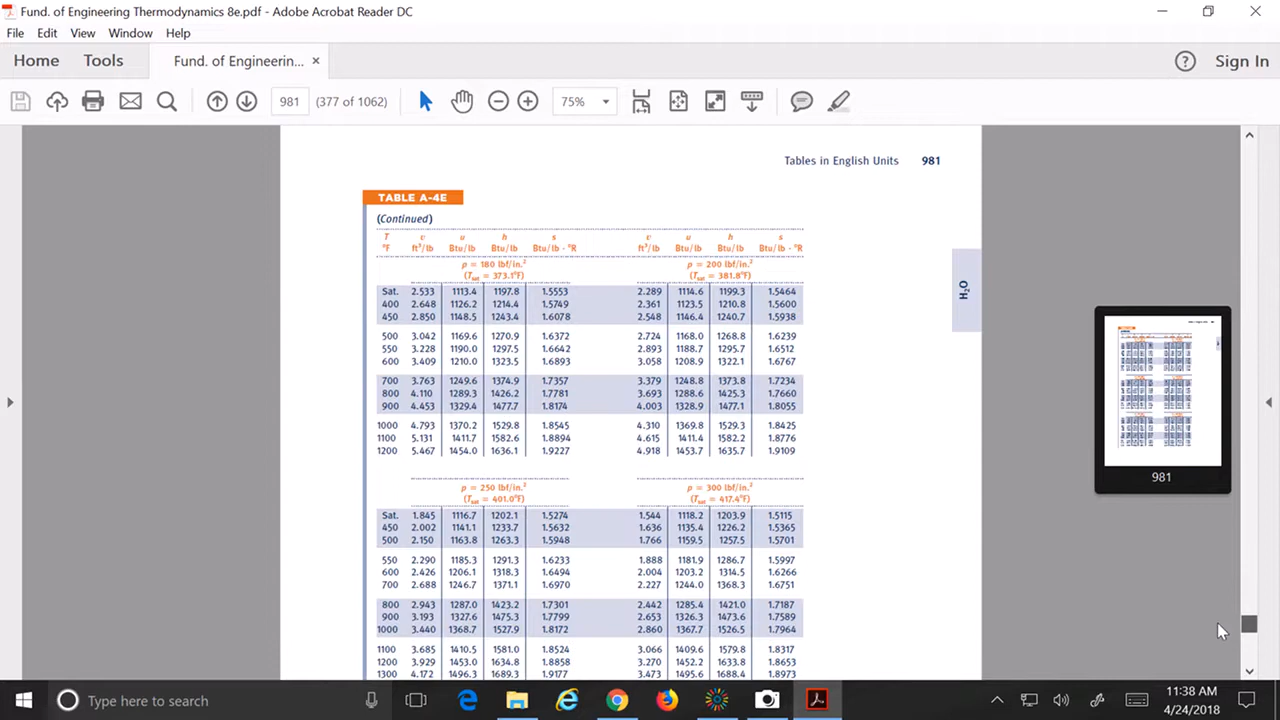 Fund. of Engineering Thermodynamics 8e.pdf - Adobe Acrobat Reader DC
File Edit View Window Help
Home Tools Fund. of Engineerin... × ? Sign In
981 (377 of 1062) 75%
Tables in English Units 981
TABLE A-4E
(Continued)
T v u h s v u h s
°F ft³/lb Btu/lb Btu/lb Btu/lb · °R ft³/lb Btu/lb Btu/lb Btu/lb · °R
p = 180 lbf/in.² p = 200 lbf/in.²
(Tsat = 373.1°F) (Tsat = 381.8°F)
Sat. 2.533 1113.4 1197.8 1.5553 2.289 1114.6 1199.3 1.5464
400 2.648 1126.2 1214.4 1.5749 2.361 1123.5 1210.8 1.5600
450 2.850 1148.5 1243.4 1.6078 2.548 1146.4 1240.7 1.5938
500 3.042 1169.6 1270.9 1.6372 2.724 1168.0 1268.8 1.6239
550 3.228 1190.0 1297.5 1.6642 2.893 1188.7 1295.7 1.6512
600 3.409 1210.0 1323.5 1.6893 3.058 1208.9 1322.1 1.6767
700 3.763 1249.6 1374.9 1.7357 3.379 1248.8 1373.8 1.7234
800 4.110 1289.3 1426.2 1.7781 3.693 1288.6 1425.3 1.7660
900 4.453 1329.4 1477.7 1.8174 4.003 1328.9 1477.1 1.8055
1000 4.793 1370.2 1529.8 1.8545 4.310 1369.8 1529.3 1.8425
1100 5.131 1411.7 1582.6 1.8894 4.615 1411.4 1582.2 1.8776
1200 5.467 1454.0 1636.1 1.9227 4.918 1453.7 1635.7 1.9109
p = 250 lbf/in.² p = 300 lbf/in.²
(Tsat = 401.0°F) (Tsat = 417.4°F)
Sat. 1.845 1116.7 1202.1 1.5274 1.544 1118.2 1203.9 1.5115
450 2.002 1141.1 1233.7 1.5632 1.636 1135.4 1226.2 1.5365
500 2.150 1163.8 1263.3 1.5948 1.766 1159.5 1257.5 1.5701
550 2.290 1185.3 1291.3 1.6233 1.888 1181.9 1286.7 1.5997
600 2.426 1206.1 1318.3 1.6494 2.004 1203.2 1314.5 1.6266
700 2.688 1246.7 1371.1 1.6970 2.227 1244.0 1368.3 1.6751
800 2.943 1287.0 1423.2 1.7301 2.442 1285.4 1421.0 1.7187
900 3.193 1327.6 1475.3 1.7799 2.653 1326.3 1473.6 1.7589
1000 3.440 1368.7 1527.9 1.8172 2.860 1367.7 1526.5 1.7964
1100 3.685 1410.5 1581.0 1.8524 3.066 1409.6 1579.8 1.8317
1200 3.929 1453.0 1634.8 1.8858 3.270 1452.2 1633.8 1.8653
1300 4.172 1496.3 1689.3 1.9177 3.473 1495.6 1688.4 1.8973
H₂O
981
Type here to search
11:38 AM
4/24/2018